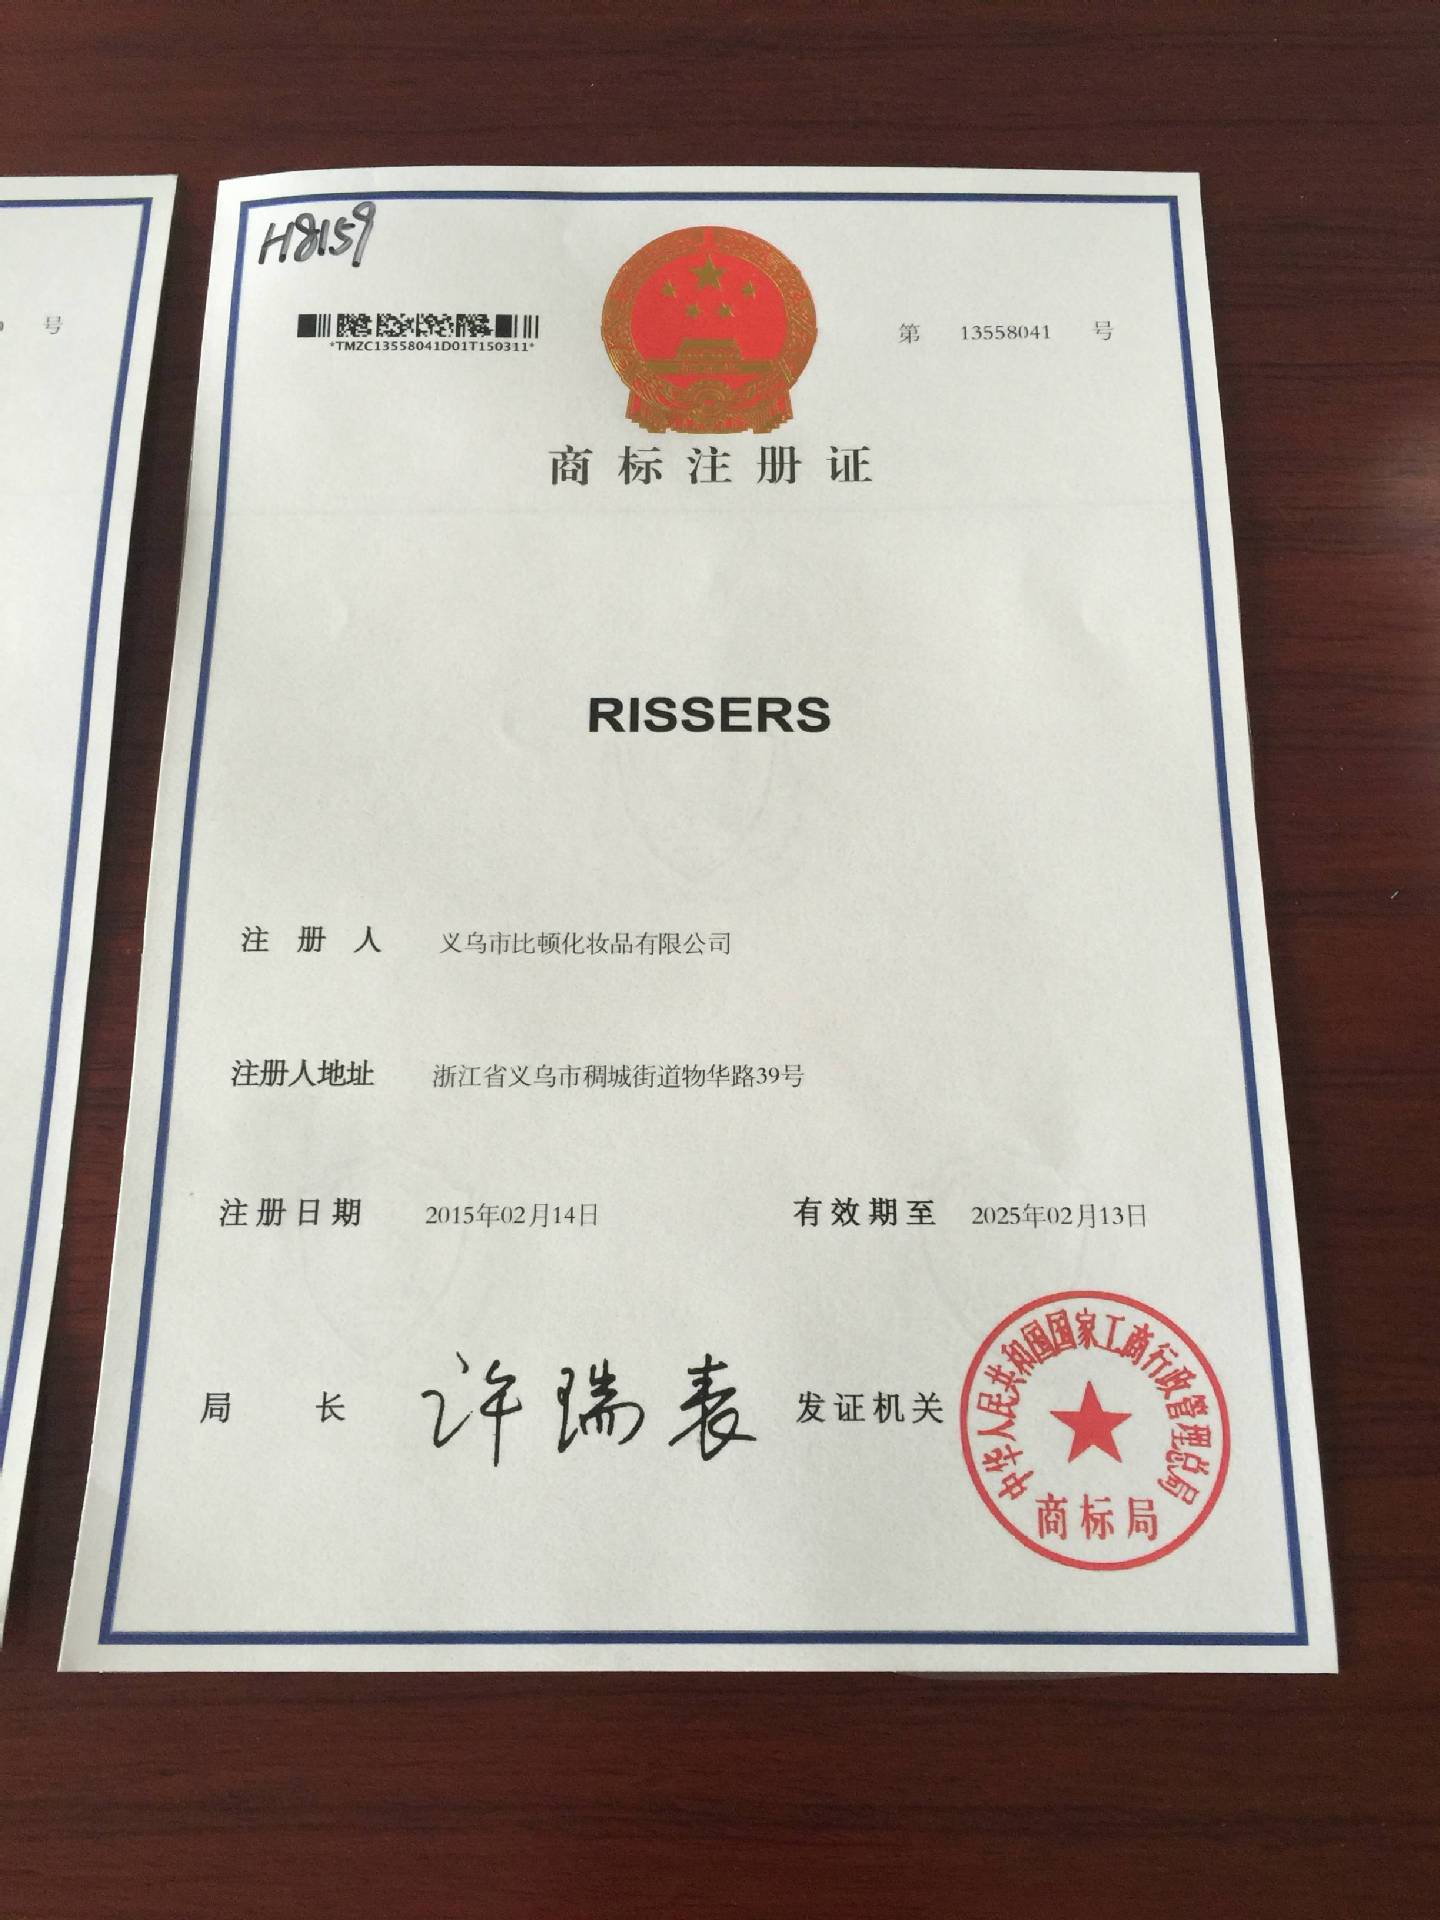 号
H8159
*TMZC13558041D01T150311*
第 13558041 号
商标注册证
RISSERS
注册人 义乌市比顿化妆品有限公司
注册人地址 浙江省义乌市稠城街道物华路39号
注册日期 2015年02月14日 有效期至 2025年02月13日
局长 许瑞表 发证机关
中华人民共和国国家工商行政管理总局
商标局